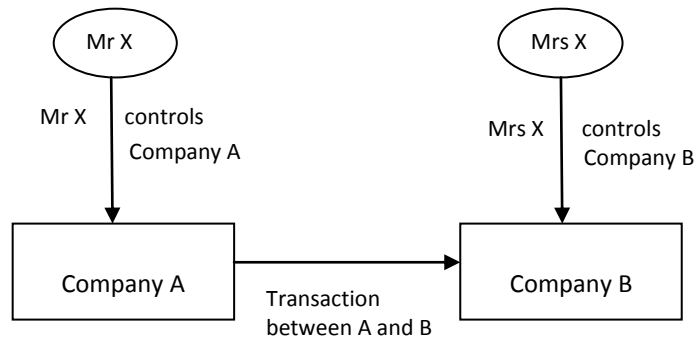 Mr X
Mrs X
Mr X controls
Company A
Mrs X controls
Company B
Company A
Company B
Transaction
between A and B